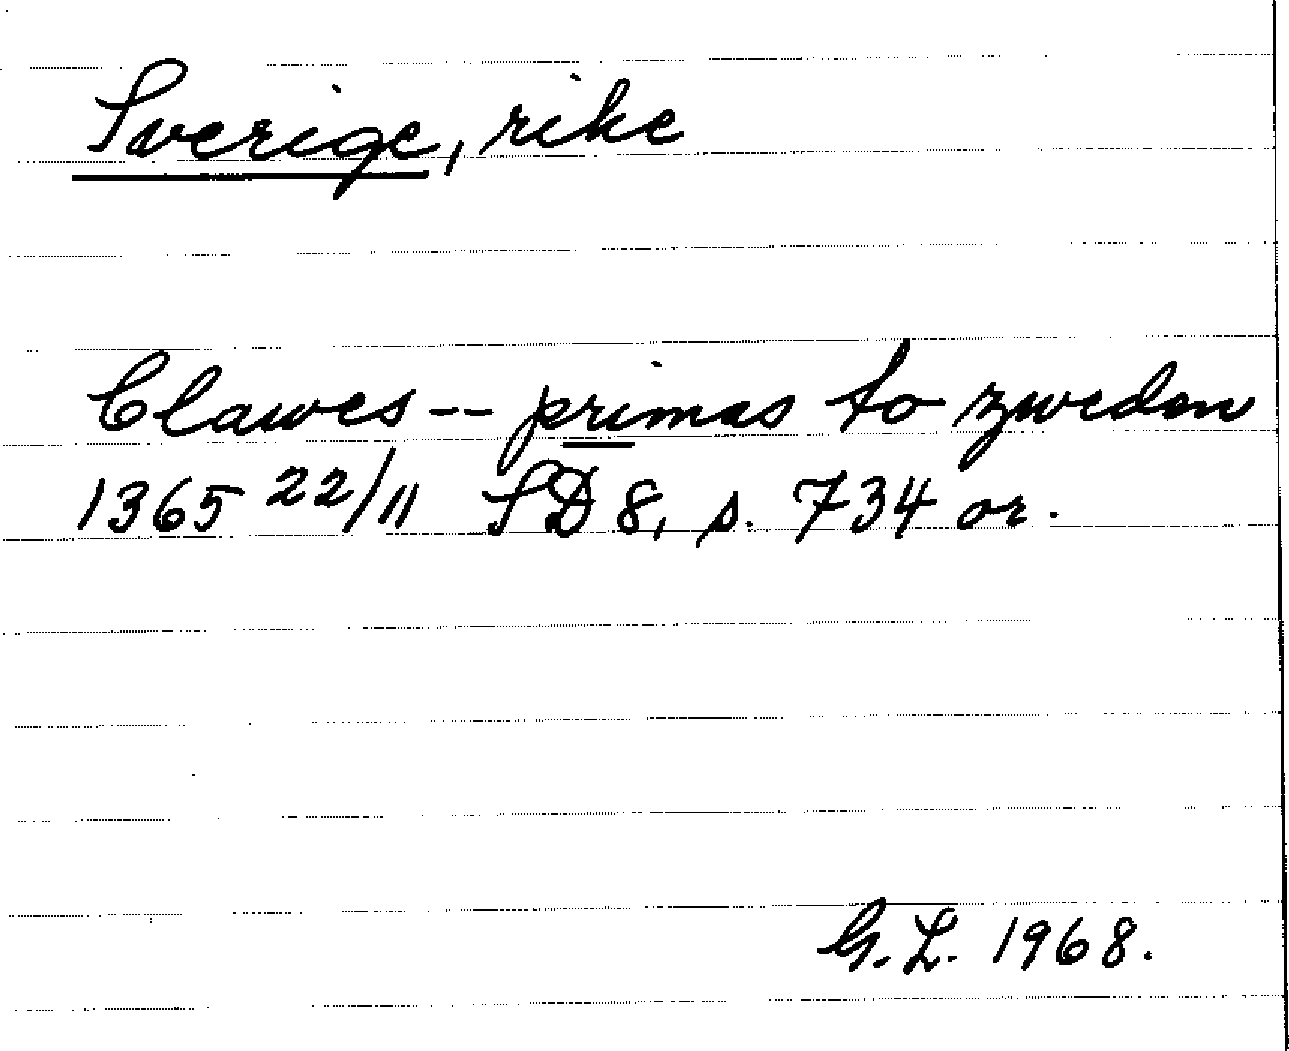 Sverige, rike
Clawes -- primas to zweden
1365 22/11 SD 8, s. 734 or.
G. L. 1968.